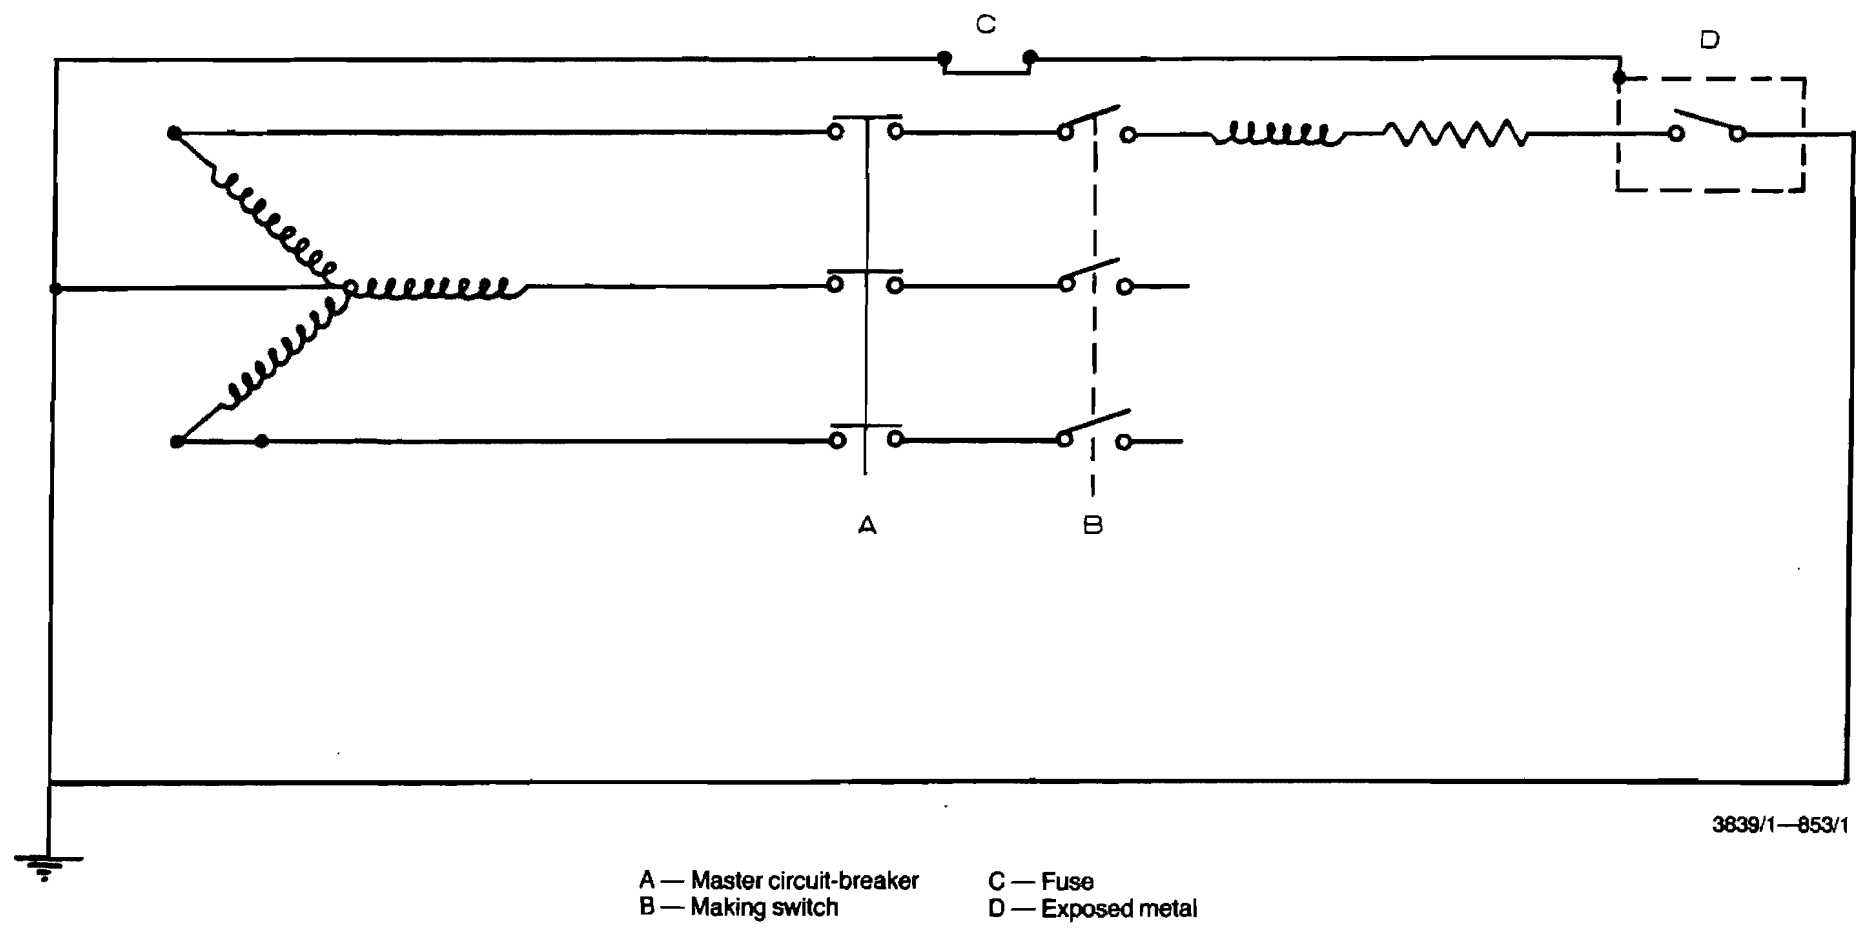 C
D
A
B
3839/1—853/1
A — Master circuit-breaker
B — Making switch
C — Fuse
D — Exposed metal